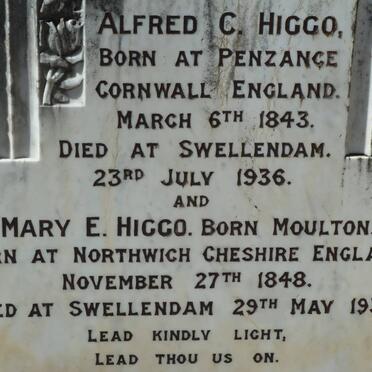 ALFRED C. HIGGO,
BORN AT PENZANCE
CORNWALL ENGLAND.
MARCH 6TH 1843.
DIED AT SWELLENDAM.
23RD JULY 1936.
AND
MARY E. HIGGO. BORN MOULTON.
AT NORTHWICH CHESHIRE
NOVEMBER 27TH 1848.
AT SWELLENDAM 29TH MAY
LEAD KINDLY LIGHT,
LEAD THOU US ON.